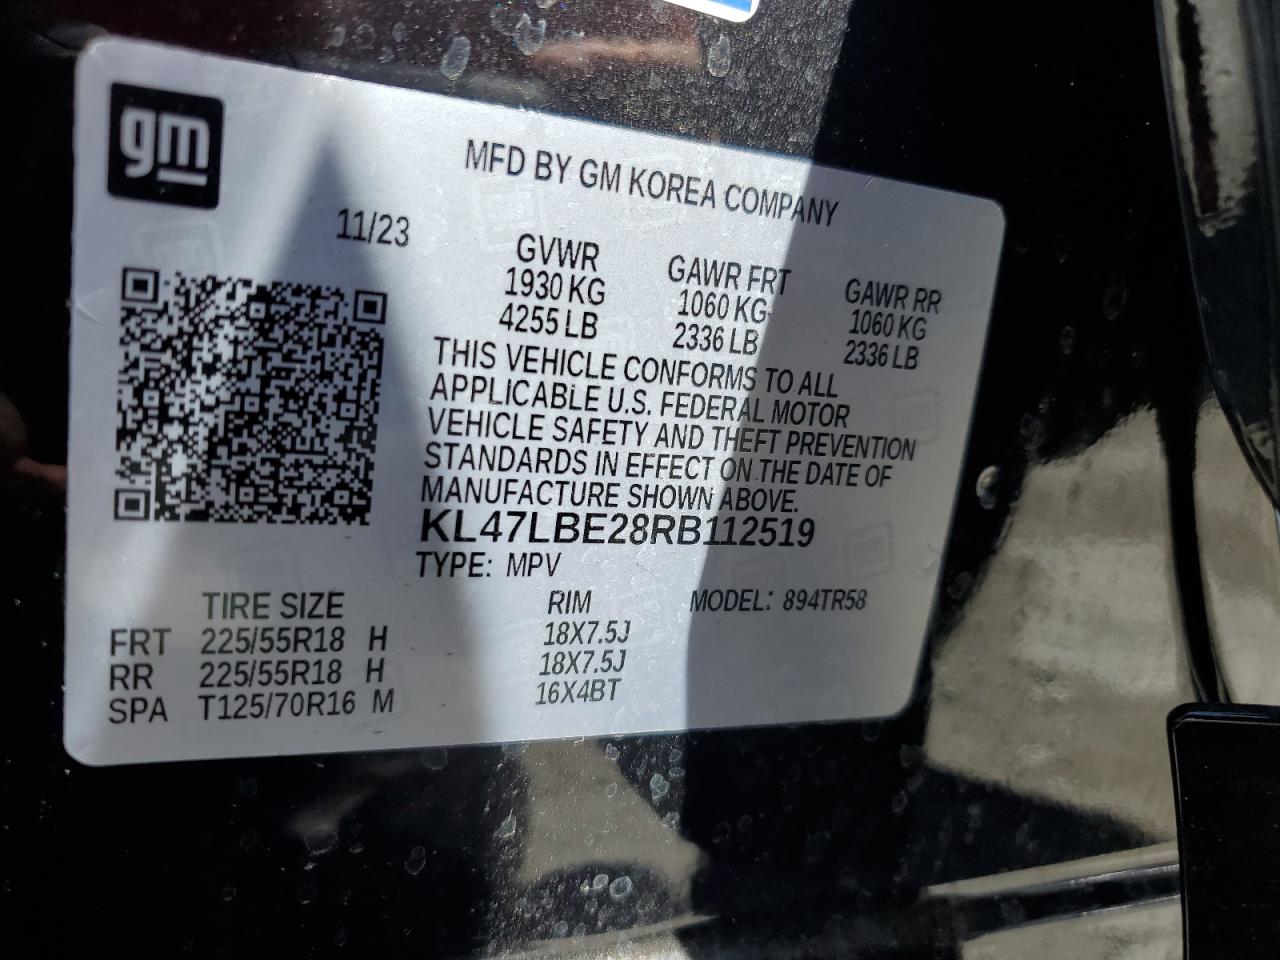 gm
MFD BY GM KOREA COMPANY
11/23
GVWR GAWR FRT GAWR RR
1930 KG 1060 KG 1060 KG
4255 LB 2336 LB 2336 LB
THIS VEHICLE CONFORMS TO ALL
APPLICABLE U.S. FEDERAL MOTOR
VEHICLE SAFETY AND THEFT PREVENTION
STANDARDS IN EFFECT ON THE DATE OF
MANUFACTURE SHOWN ABOVE.
KL47LBE28RB112519
TYPE: MPV
TIRE SIZE RIM MODEL: 894TR58
FRT 225/55R18 H 18X7.5J
RR 225/55R18 H 18X7.5J
SPA T125/70R16 M 16X4BT